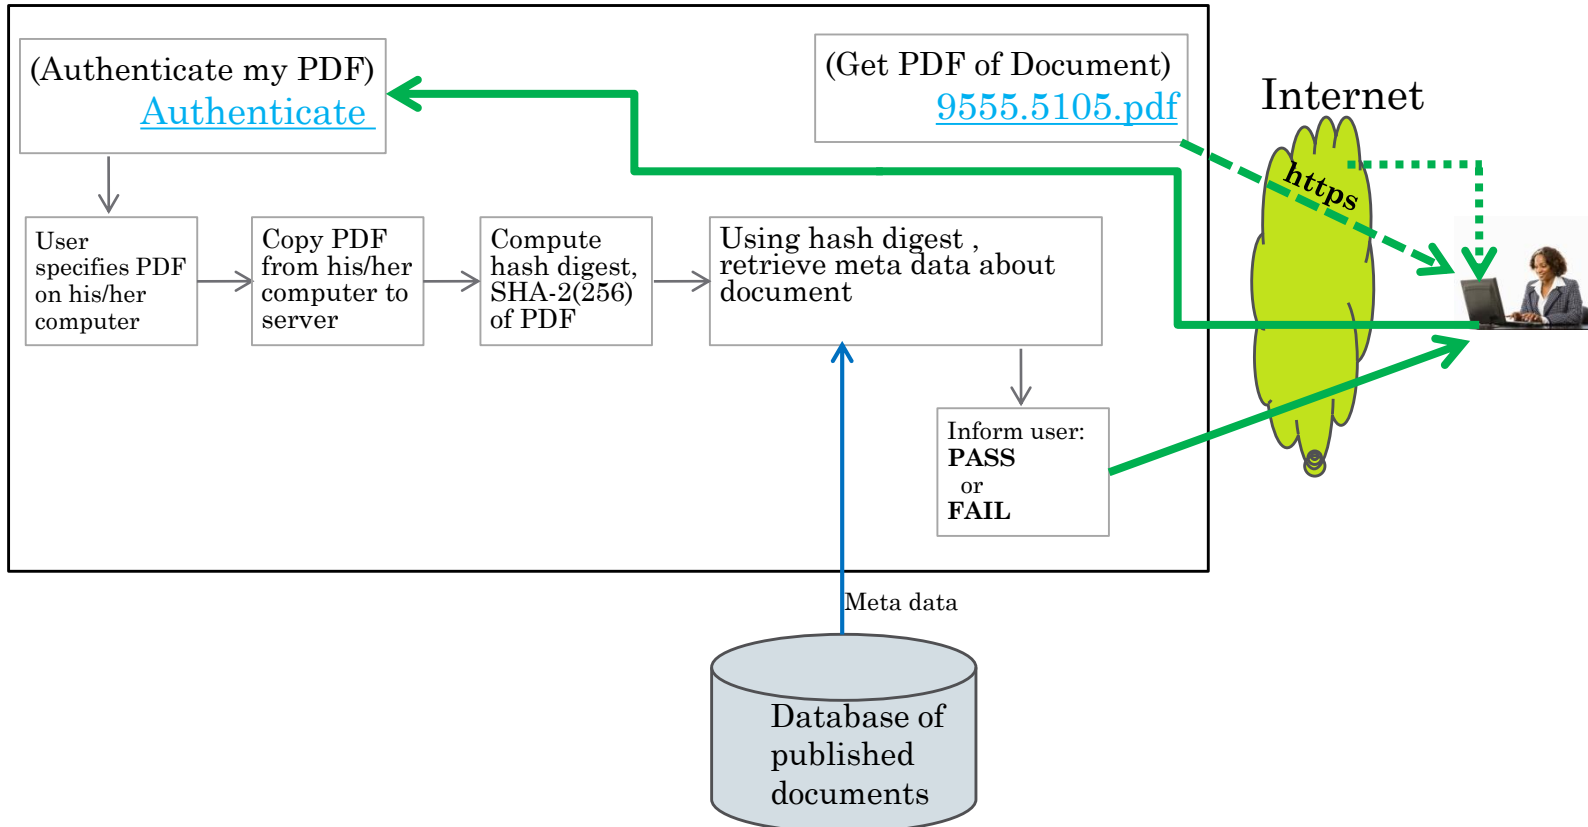 (Authenticate my PDF)
Authenticate
(Get PDF of Document)
9555.5105.pdf
Internet
https
User
specifies PDF
on his/her
computer
Copy PDF
from his/her
computer to
server
Compute
hash digest,
SHA-2(256)
of PDF
Using hash digest ,
retrieve meta data about
document
Inform user:
PASS
or
FAIL
Meta data
Database of
published
documents